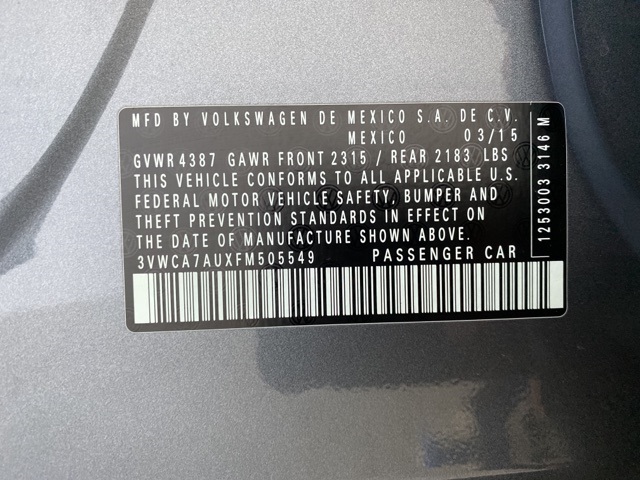 MFD BY VOLKSWAGEN DE MEXICO S.A. DE C.V.
MEXICO 03/15
GVWR 4387 GAWR FRONT 2315 / REAR 2183 LBS
THIS VEHICLE CONFORMS TO ALL APPLICABLE U.S.
FEDERAL MOTOR VEHICLE SAFETY, BUMPER AND
THEFT PREVENTION STANDARDS IN EFFECT ON
THE DATE OF MANUFACTURE SHOWN ABOVE.
3VWCA7AUXFM505549 PASSENGER CAR
1253003 3146 M